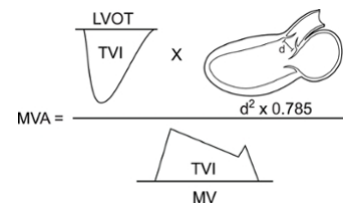 LVOT
TVI
X
d
d² x 0.785
MVA =
TVI
MV